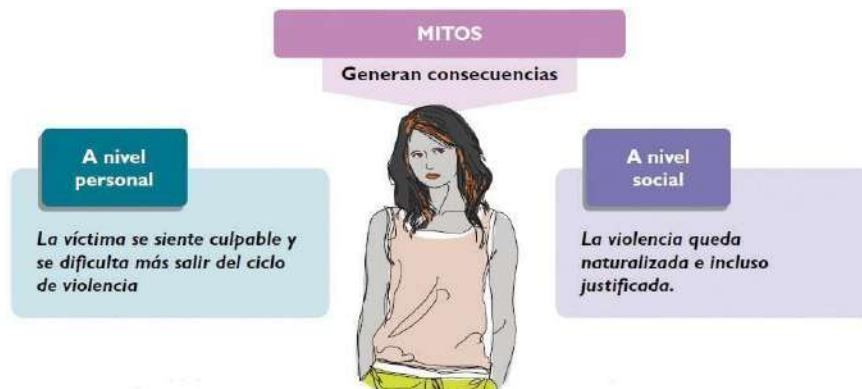 MITOS
Generan consecuencias
A nivel
personal
La víctima se siente culpable y
se dificulta más salir del ciclo
de violencia
A nivel
social
La violencia queda
naturalizada e incluso
justificada.